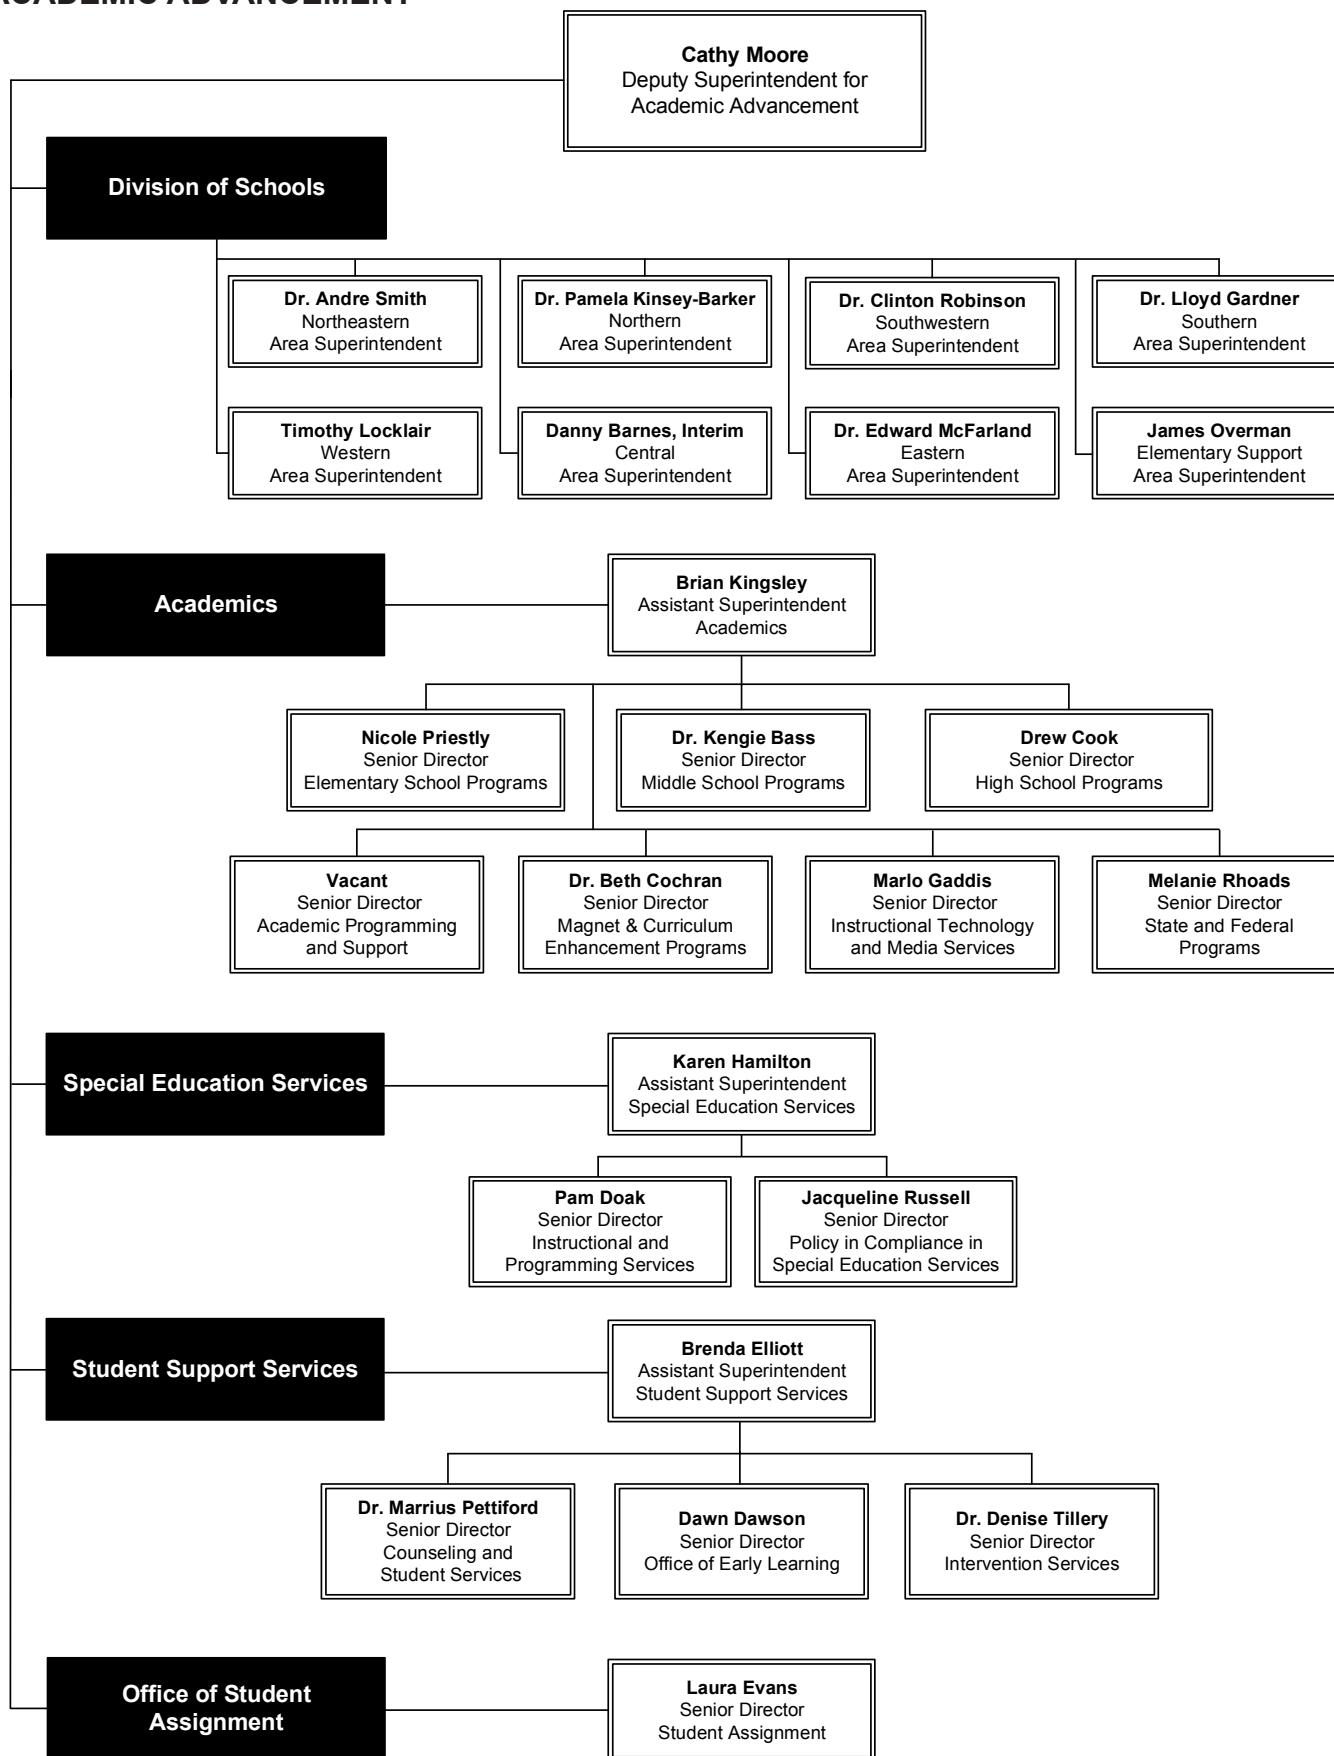 ACADEMIC ADVANCEMENT
Cathy Moore
Deputy Superintendent for
Academic Advancement
Division of Schools
Dr. Andre Smith
Northeastern
Area Superintendent
Dr. Pamela Kinsey-Barker
Northern
Area Superintendent
Dr. Clinton Robinson
Southwestern
Area Superintendent
Dr. Lloyd Gardner
Southern
Area Superintendent
Timothy Locklair
Western
Area Superintendent
Danny Barnes, Interim
Central
Area Superintendent
Dr. Edward McFarland
Eastern
Area Superintendent
James Overman
Elementary Support
Area Superintendent
Academics
Brian Kingsley
Assistant Superintendent
Academics
Nicole Priestly
Senior Director
Elementary School Programs
Dr. Kengie Bass
Senior Director
Middle School Programs
Drew Cook
Senior Director
High School Programs
Vacant
Senior Director
Academic Programming
and Support
Dr. Beth Cochran
Senior Director
Magnet & Curriculum
Enhancement Programs
Marlo Gaddis
Senior Director
Instructional Technology
and Media Services
Melanie Rhoads
Senior Director
State and Federal
Programs
Special Education Services
Karen Hamilton
Assistant Superintendent
Special Education Services
Pam Doak
Senior Director
Instructional and
Programming Services
Jacqueline Russell
Senior Director
Policy in Compliance in
Special Education Services
Student Support Services
Brenda Elliott
Assistant Superintendent
Student Support Services
Dr. Marrius Pettiford
Senior Director
Counseling and
Student Services
Dawn Dawson
Senior Director
Office of Early Learning
Dr. Denise Tillery
Senior Director
Intervention Services
Office of Student
Assignment
Laura Evans
Senior Director
Student Assignment